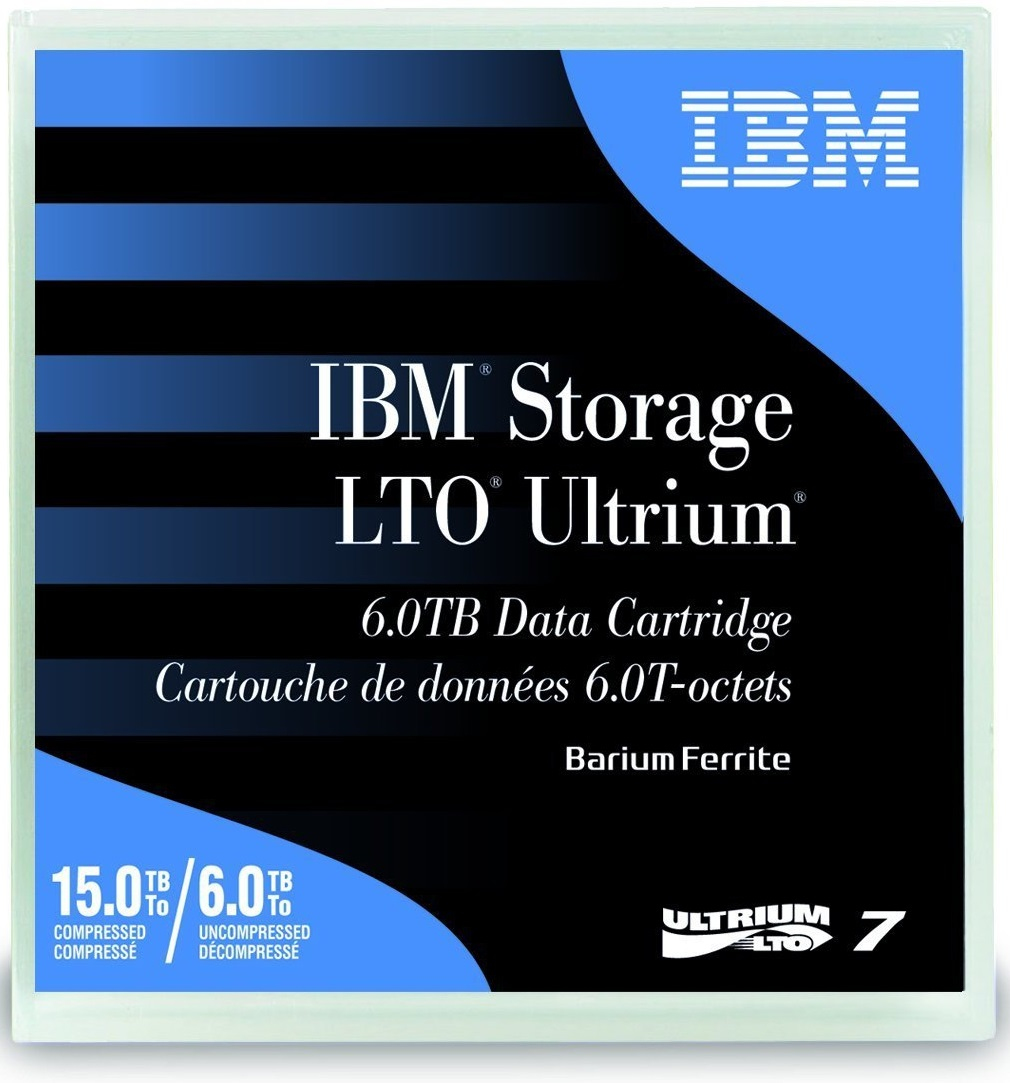 IBM
IBM® Storage
LTO® Ultrium®
6.0TB Data Cartridge
Cartouche de données 6.0T-octets
Barium Ferrite
15.0 TB To / 6.0 TB To
COMPRESSED UNCOMPRESSED
COMPRESSÉ DÉCOMPRESSÉ
ULTRIUM
LTO 7